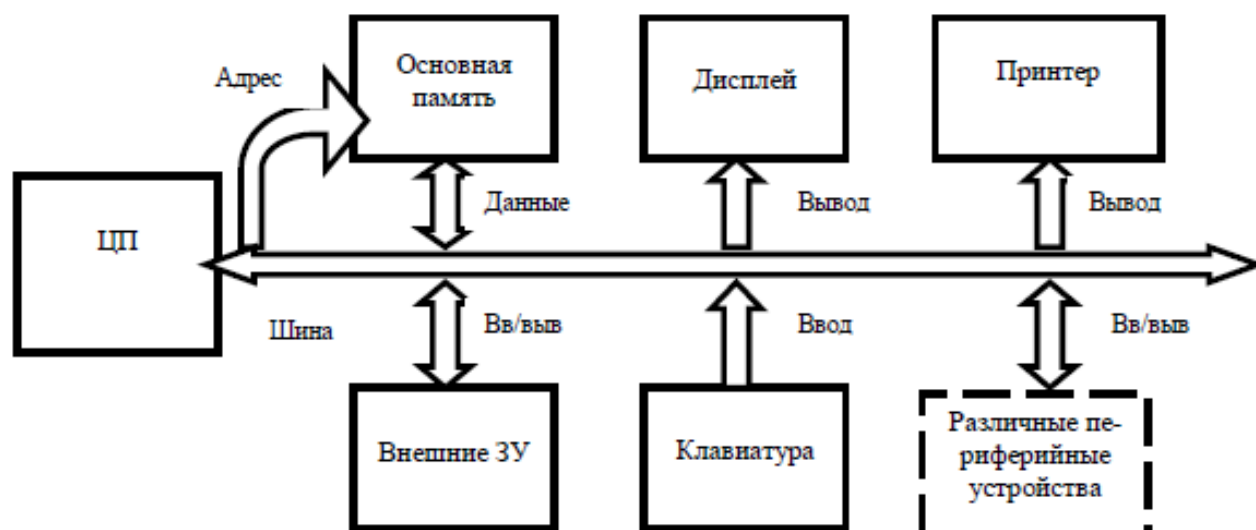 Адрес
Основная
память
Дисплей
Принтер
ЦП
Данные
Вывод
Вывод
Шина
Вв/выв
Ввод
Вв/выв
Внешние ЗУ
Клавиатура
Различные пе-
риферийные
устройства